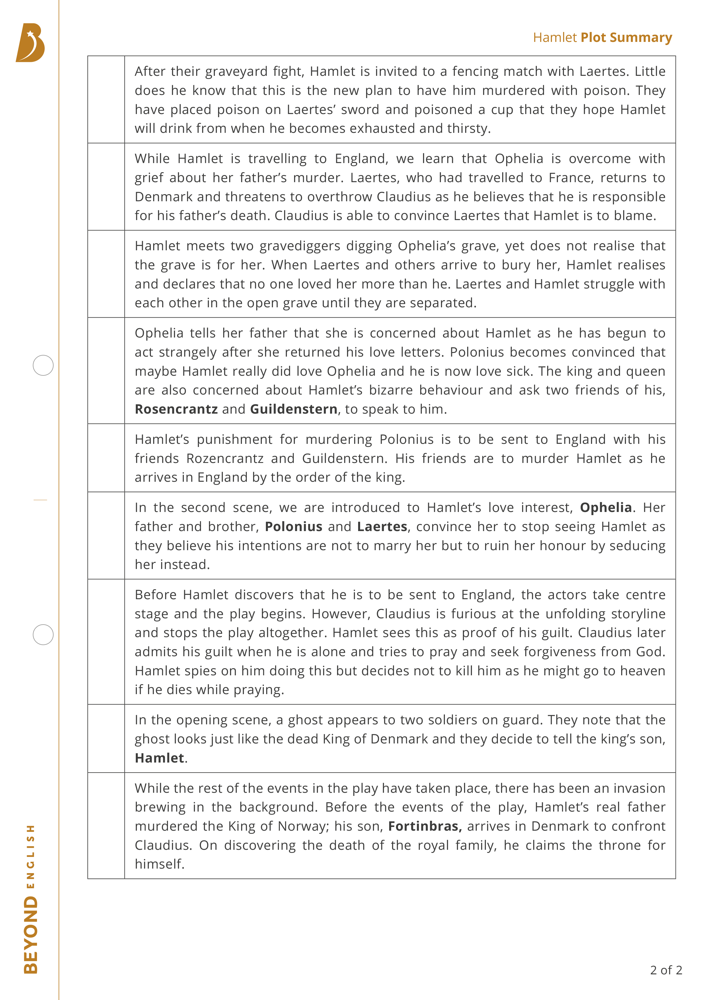 Hamlet Plot Summary
After their graveyard fight, Hamlet is invited to a fencing match with Laertes. Little
does he know that this is the new plan to have him murdered with poison. They
have placed poison on Laertes’ sword and poisoned a cup that they hope Hamlet
will drink from when he becomes exhausted and thirsty.
While Hamlet is travelling to England, we learn that Ophelia is overcome with
grief about her father’s murder. Laertes, who had travelled to France, returns to
Denmark and threatens to overthrow Claudius as he believes that he is responsible
for his father’s death. Claudius is able to convince Laertes that Hamlet is to blame.
Hamlet meets two gravediggers digging Ophelia’s grave, yet does not realise that
the grave is for her. When Laertes and others arrive to bury her, Hamlet realises
and declares that no one loved her more than he. Laertes and Hamlet struggle with
each other in the open grave until they are separated.
Ophelia tells her father that she is concerned about Hamlet as he has begun to
act strangely after she returned his love letters. Polonius becomes convinced that
maybe Hamlet really did love Ophelia and he is now love sick. The king and queen
are also concerned about Hamlet’s bizarre behaviour and ask two friends of his,
Rosencrantz and Guildenstern, to speak to him.
Hamlet’s punishment for murdering Polonius is to be sent to England with his
friends Rozencrantz and Guildenstern. His friends are to murder Hamlet as he
arrives in England by the order of the king.
In the second scene, we are introduced to Hamlet’s love interest, Ophelia. Her
father and brother, Polonius and Laertes, convince her to stop seeing Hamlet as
they believe his intentions are not to marry her but to ruin her honour by seducing
her instead.
Before Hamlet discovers that he is to be sent to England, the actors take centre
stage and the play begins. However, Claudius is furious at the unfolding storyline
and stops the play altogether. Hamlet sees this as proof of his guilt. Claudius later
admits his guilt when he is alone and tries to pray and seek forgiveness from God.
Hamlet spies on him doing this but decides not to kill him as he might go to heaven
if he dies while praying.
In the opening scene, a ghost appears to two soldiers on guard. They note that the
ghost looks just like the dead King of Denmark and they decide to tell the king’s son,
Hamlet.
While the rest of the events in the play have taken place, there has been an invasion
brewing in the background. Before the events of the play, Hamlet’s real father
murdered the King of Norway; his son, Fortinbras, arrives in Denmark to confront
Claudius. On discovering the death of the royal family, he claims the throne for
himself.
BEYOND ENGLISH
2 of 2